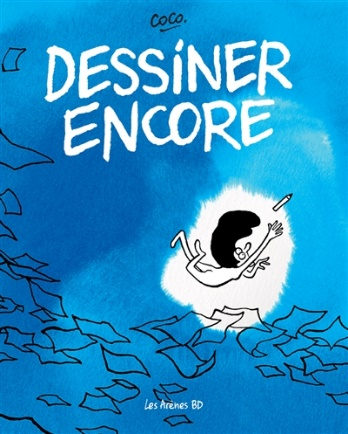 COCO.
DESSINER
ENCORE
Les Arènes BD